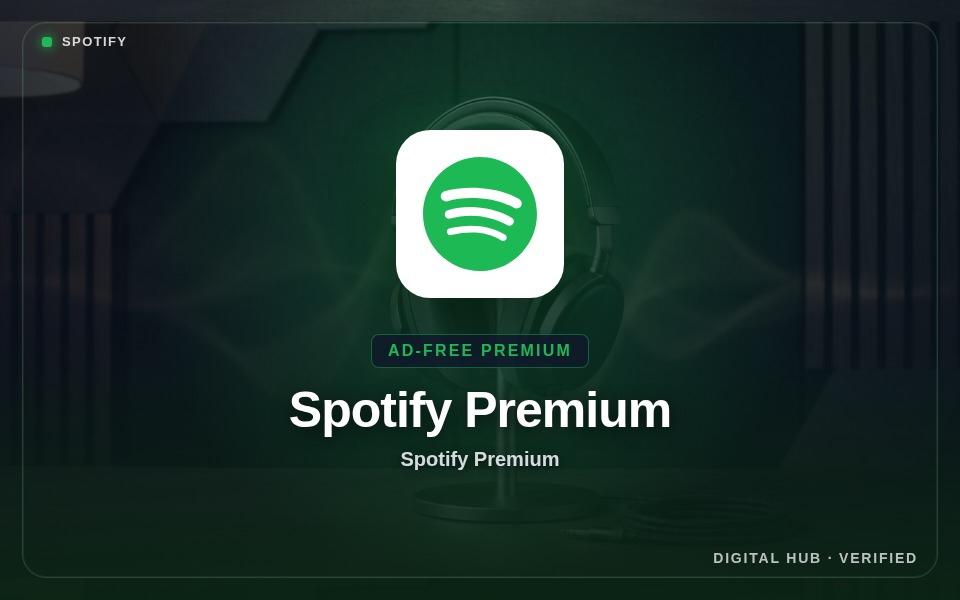 SPOTIFY
AD-FREE PREMIUM
Spotify Premium
Spotify Premium
DIGITAL HUB · VERIFIED